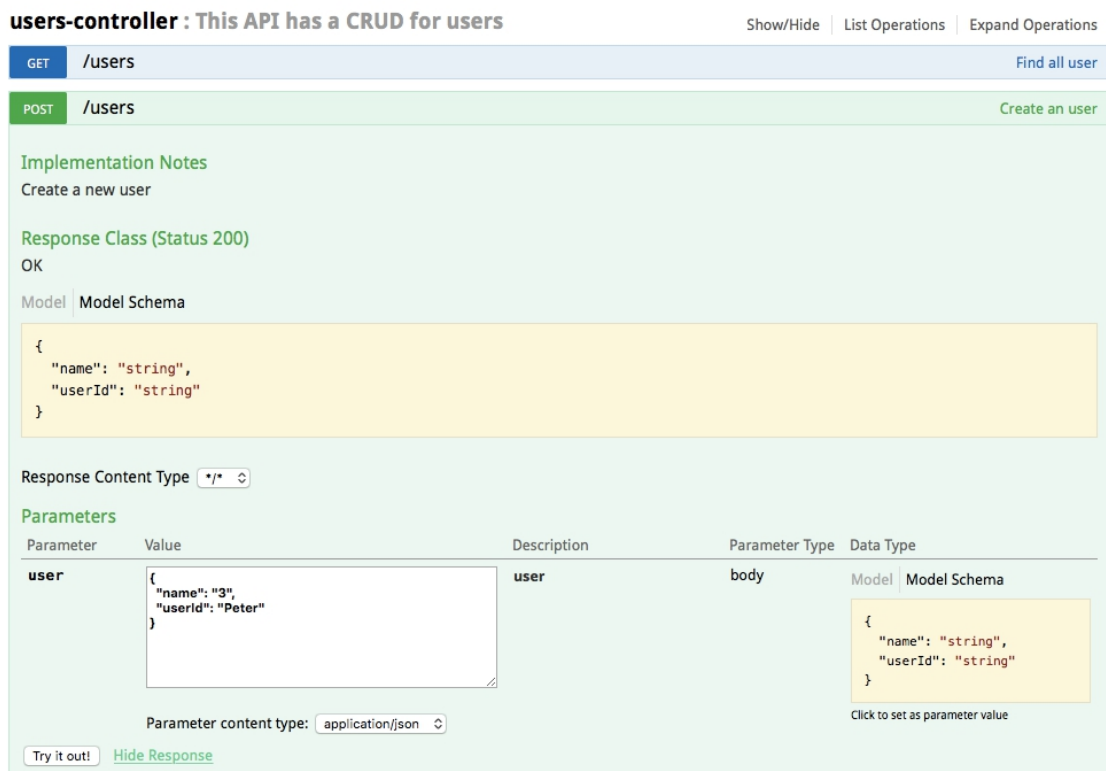 users-controller : This API has a CRUD for users
Show/Hide List Operations Expand Operations
GET /users Find all user
POST /users Create an user
Implementation Notes
Create a new user
Response Class (Status 200)
OK
Model Model Schema
{
"name": "string",
"userId": "string"
}
Response Content Type */*
Parameters
Parameter Value Description Parameter Type Data Type
user
{
"name": "3",
"userId": "Peter"
}
user
body
Model Model Schema
{
"name": "string",
"userId": "string"
}
Click to set as parameter value
Parameter content type: application/json
Try it out! Hide Response